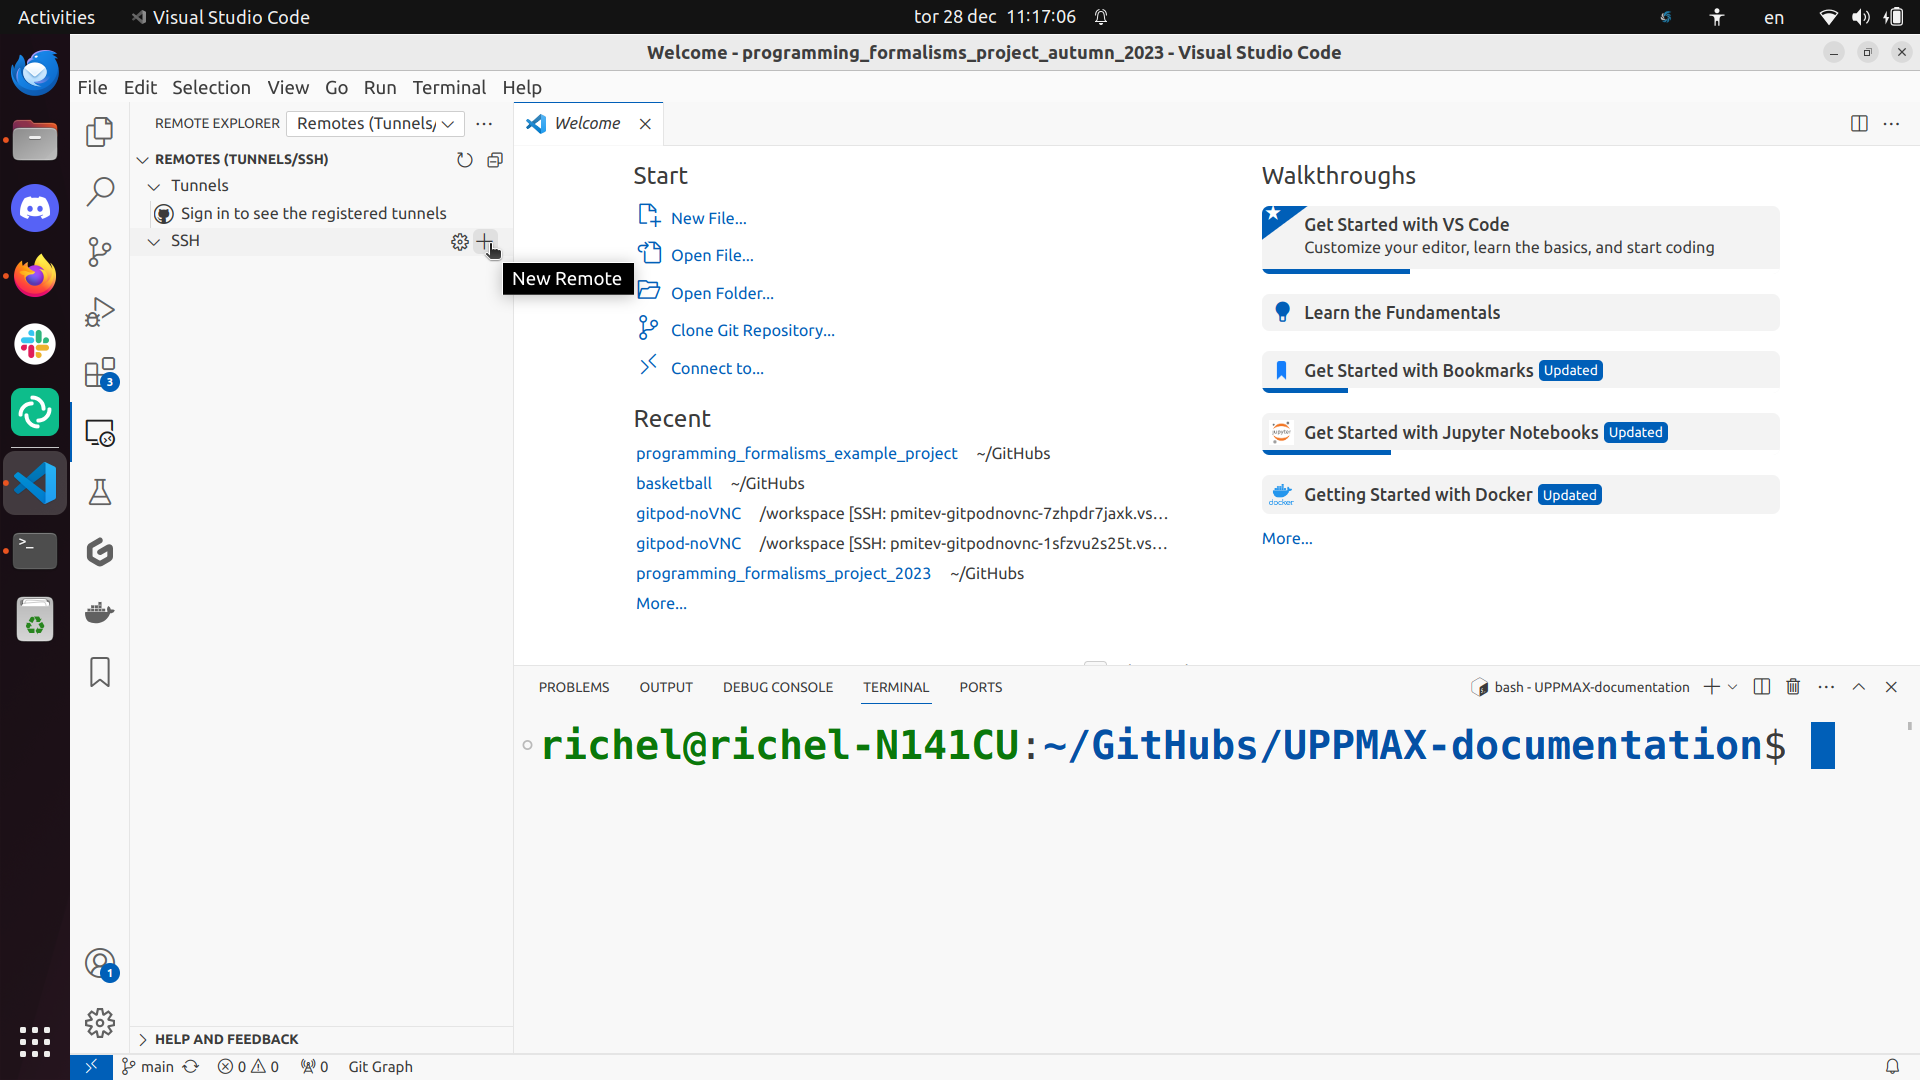 Activities
Visual Studio Code
tor 28 dec 11:17:06
en
Welcome - programming_formalisms_project_autumn_2023 - Visual Studio Code
File Edit Selection View Go Run Terminal Help
REMOTE EXPLORER
Remotes (Tunnels/
Welcome
REMOTES (TUNNELS/SSH)
Tunnels
Sign in to see the registered tunnels
SSH
New Remote
3
1
Start
New File...
Open File...
Open Folder...
Clone Git Repository...
Connect to...
Recent
programming_formalisms_example_project ~/GitHubs
basketball ~/GitHubs
gitpod-noVNC /workspace [SSH: pmitev-gitpodnovnc-7zhpdr7jaxk.vs...
gitpod-noVNC /workspace [SSH: pmitev-gitpodnovnc-1sfzvu2s25t.vs...
programming_formalisms_project_2023 ~/GitHubs
More...
Walkthroughs
Get Started with VS Code
Customize your editor, learn the basics, and start coding
Learn the Fundamentals
Get Started with Bookmarks Updated
jupyter
Get Started with Jupyter Notebooks Updated
docker
Getting Started with Docker Updated
More...
PROBLEMS OUTPUT DEBUG CONSOLE TERMINAL PORTS
bash - UPPMAX-documentation
richel@richel-N141CU:~/GitHubs/UPPMAX-documentation$
HELP AND FEEDBACK
main 0 0 0 Git Graph